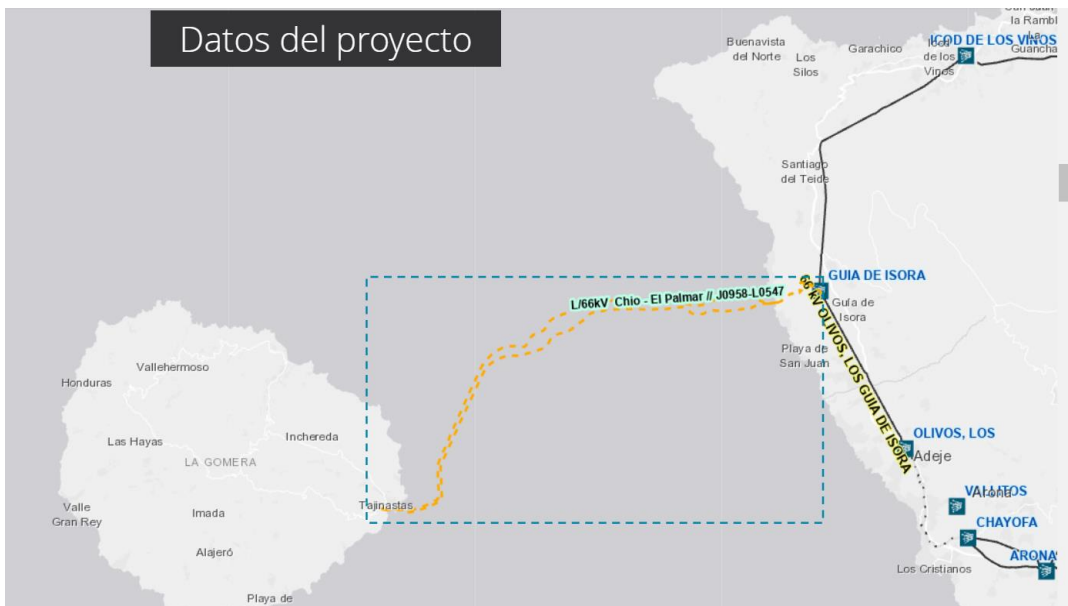 Datos del proyecto
Buenavista
del Norte
Los
Silos
Garachico
Icod
de los
Vinos
ICOD DE LOS VINOS
la Rambl
Guancha
Santiago
del Teide
GUIA DE ISORA
L/66kV Chio - El Palmar // J0958-L0547
Guía de
Isora
66 kV OLIVOS, LOS GUIA DE ISORA
Playa de
San Juan
Vallehermoso
Honduras
Las Hayas
Inchereda
LA GOMERA
OLIVOS, LOS
Adeje
Tajinastas
Valle
Gran Rey
Imada
VALLITOS
Arona
CHAYOFA
Alajeró
ARONA
Los Cristianos
Playa de